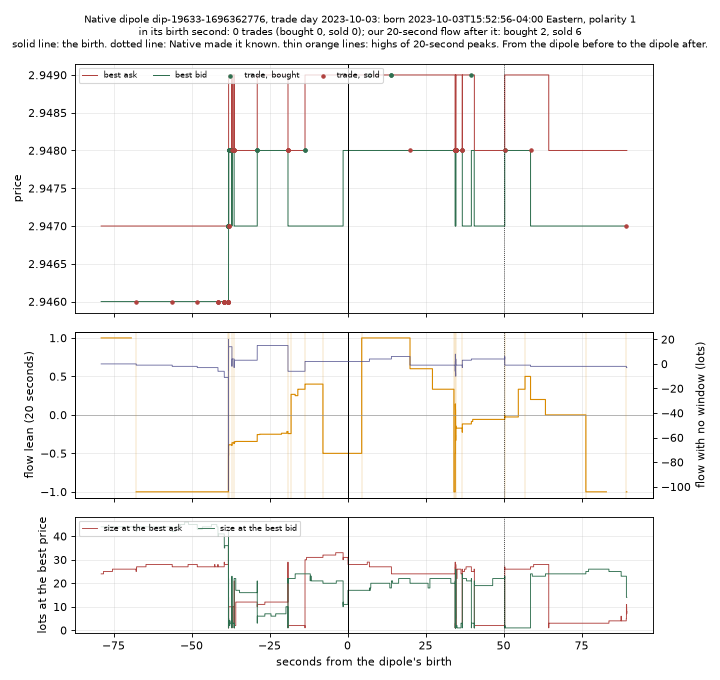 Native dipole dip-19633-1696362776, trade day 2023-10-03: born 2023-10-03T15:52:56-04:00 Eastern, polarity 1
in its birth second: 0 trades (bought 0, sold 0); our 20-second flow after it: bought 2, sold 6
solid line: the birth. dotted line: Native made it known. thin orange lines: highs of 20-second peaks. From the dipole before to the dipole after.
best ask best bid trade, bought trade, sold
price
2.9490
2.9485
2.9480
2.9475
2.9470
2.9465
2.9460
flow lean (20 seconds)
1.0
0.5
0.0
−0.5
−1.0
20
0
−20
−40
−60
−80
−100
flow with no window (lots)
size at the best ask size at the best bid
lots at the best price
40
30
20
10
0
−75 −50 −25 0 25 50 75
seconds from the dipole's birth